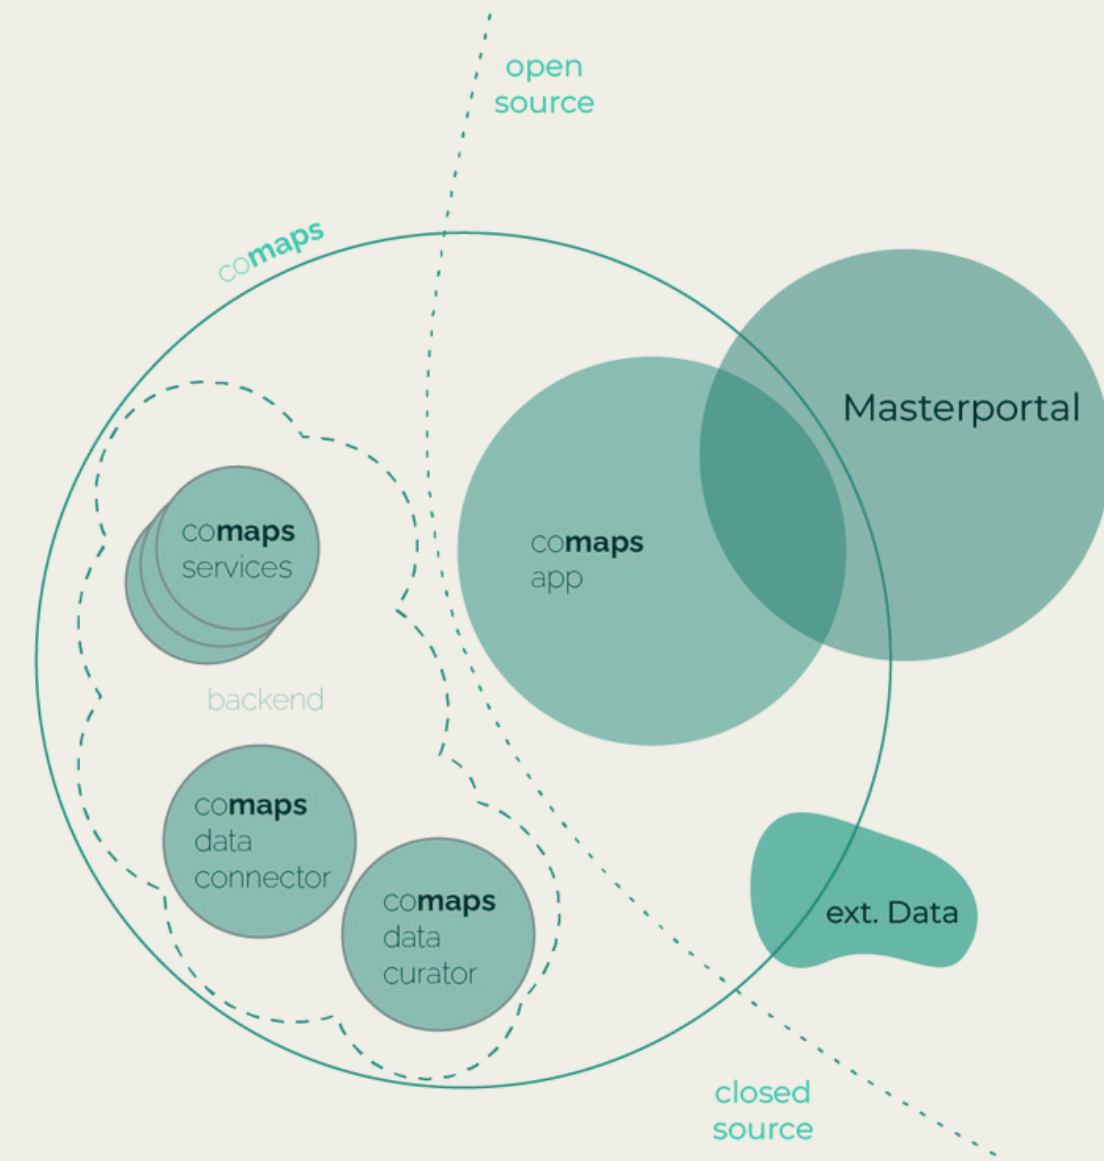 open
source
comaps
Masterportal
comaps
services
comaps
app
backend
comaps
data
connector
comaps
data
curator
ext. Data
closed
source